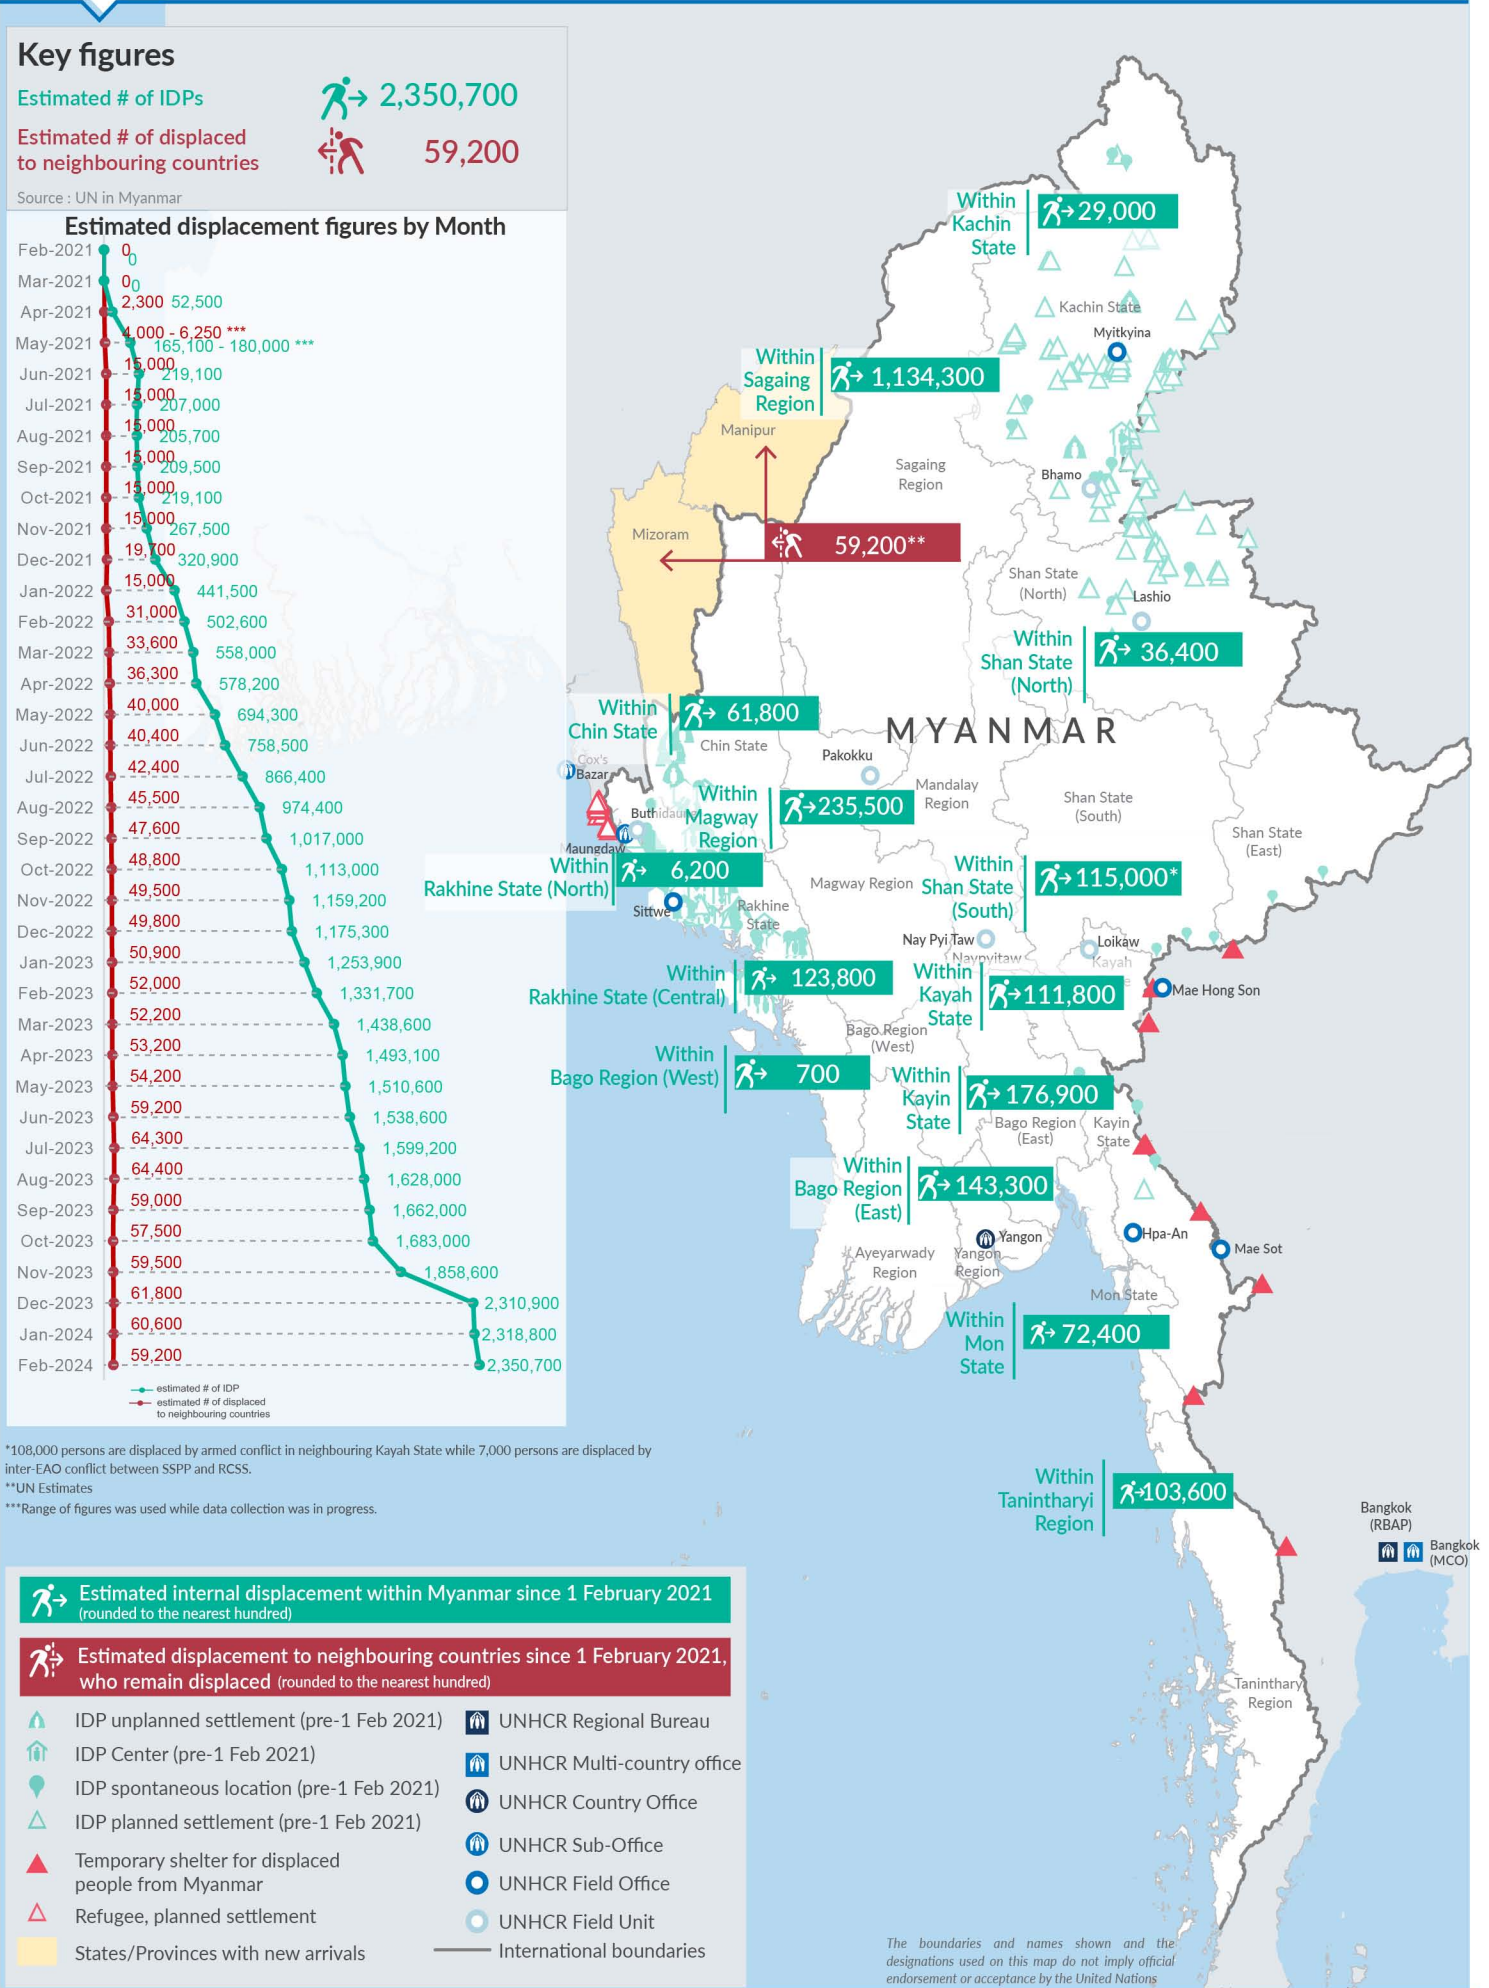 Key figures
Estimated # of IDPs
2,350,700
Estimated # of displaced
to neighbouring countries
59,200
Source : UN in Myanmar
Estimated displacement figures by Month
Feb-2021 0 0
Mar-2021 0 0
Apr-2021 2,300 52,500
May-2021 4,000 - 6,250 *** 165,100 - 180,000 ***
Jun-2021 15,000 219,100
Jul-2021 15,000 207,000
Aug-2021 15,000 205,700
Sep-2021 15,000 209,500
Oct-2021 15,000 219,100
Nov-2021 15,000 267,500
Dec-2021 19,700 320,900
Jan-2022 15,000 441,500
Feb-2022 31,000 502,600
Mar-2022 33,600 558,000
Apr-2022 36,300 578,200
May-2022 40,000 694,300
Jun-2022 40,400 758,500
Jul-2022 42,400 866,400
Aug-2022 45,500 974,400
Sep-2022 47,600 1,017,000
Oct-2022 48,800 1,113,000
Nov-2022 49,500 1,159,200
Dec-2022 49,800 1,175,300
Jan-2023 50,900 1,253,900
Feb-2023 52,000 1,331,700
Mar-2023 52,200 1,438,600
Apr-2023 53,200 1,493,100
May-2023 54,200 1,510,600
Jun-2023 59,200 1,538,600
Jul-2023 64,300 1,599,200
Aug-2023 64,400 1,628,000
Sep-2023 59,000 1,662,000
Oct-2023 57,500 1,683,000
Nov-2023 59,500 1,858,600
Dec-2023 61,800 2,310,900
Jan-2024 60,600 2,318,800
Feb-2024 59,200 2,350,700
estimated # of IDP
estimated # of displaced
to neighbouring countries
*108,000 persons are displaced by armed conflict in neighbouring Kayah State while 7,000 persons are displaced by
inter-EAO conflict between SSPP and RCSS.
**UN Estimates
***Range of figures was used while data collection was in progress.
Within
Kachin
State
29,000
Kachin State
Myitkyina
Within
Sagaing
Region
1,134,300
Manipur
Sagaing
Region
Bhamo
Mizoram
59,200**
Shan State
(North)
Lashio
Within
Shan State
(North)
36,400
Within
Chin State
61,800
Chin State
MYANMAR
Pakokku
Cox's
Bazar
Mandalay
Region
Shan State
(South)
Within
Magway
Region
235,500
Buthidaung
Maungdaw
Shan State
(East)
Within
Rakhine State (North)
6,200
Magway Region
Within
Shan State
(South)
115,000*
Sittwe
Rakhine
State
Nay Pyi Taw
Naypyitaw
Loikaw
Kayah
Within
Rakhine State (Central)
123,800
Within
Kayah
State
111,800
Mae Hong Son
Bago Region
(West)
Within
Bago Region (West)
700
Within
Kayin
State
176,900
Bago Region
(East)
Kayin
State
Within
Bago Region
(East)
143,300
Yangon
Hpa-An
Mae Sot
Ayeyarwady
Region
Yangon
Region
Mon State
Within
Mon
State
72,400
Within
Tanintharyi
Region
103,600
Bangkok
(RBAP)
Bangkok
(MCO)
Tanintharyi
Region
Estimated internal displacement within Myanmar since 1 February 2021
(rounded to the nearest hundred)
Estimated displacement to neighbouring countries since 1 February 2021,
who remain displaced (rounded to the nearest hundred)
IDP unplanned settlement (pre-1 Feb 2021)
IDP Center (pre-1 Feb 2021)
IDP spontaneous location (pre-1 Feb 2021)
IDP planned settlement (pre-1 Feb 2021)
Temporary shelter for displaced
people from Myanmar
Refugee, planned settlement
States/Provinces with new arrivals
UNHCR Regional Bureau
UNHCR Multi-country office
UNHCR Country Office
UNHCR Sub-Office
UNHCR Field Office
UNHCR Field Unit
International boundaries
The boundaries and names shown and the
designations used on this map do not imply official
endorsement or acceptance by the United Nations